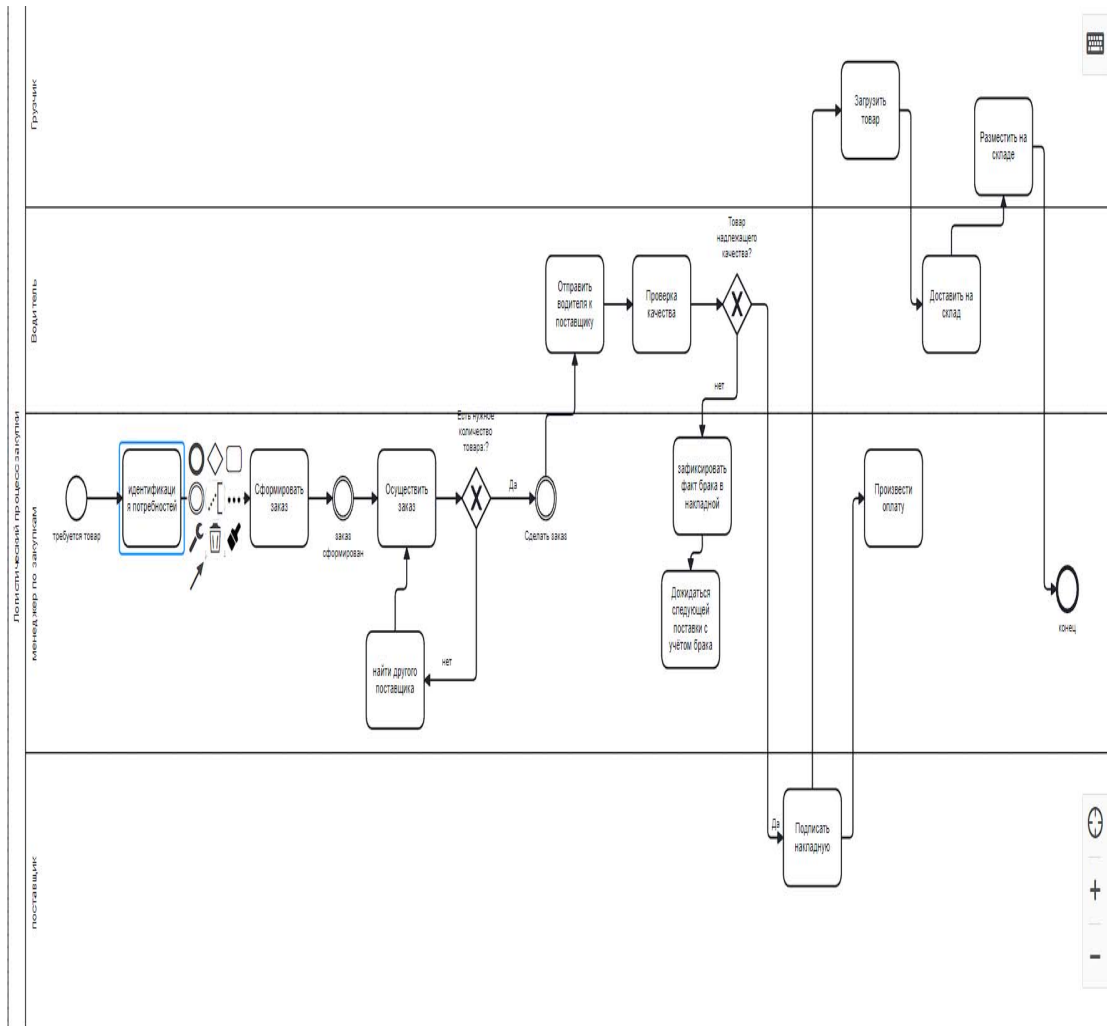 Логистический процесс закупки
Грузчик
Водитель
Менеджер по закупкам
поставщик
Загрузить
товар
Разместить на
складе
Товар
надлежащего
качества?
Отправить
водителя к
поставщику
Проверка
качества
Доставить на
склад
нет
требуется товар
идентификаци
я потребностей
Сформировать
заказ
заказ
сформирован
Осуществить
заказ
Есть нужное
количество
товара:?
Да
Сделать заказ
нет
найти другого
поставщика
зафиксировать
факт брака в
накладной
Дожидаться
следующей
поставки с
учётом брака
Произвести
оплату
конец
Да
Подписать
накладную